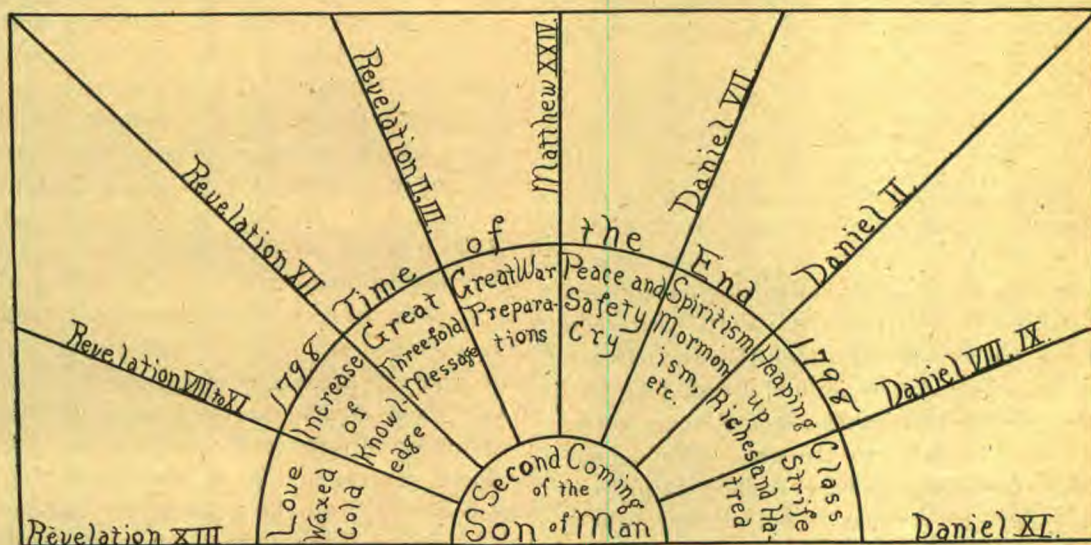 Revelation XIII
Revelation VIII to XI
Revelation XII
Revelation II, III.
Matthew XXIV.
Daniel VII.
Daniel II.
Daniel VIII, IX.
Daniel XI.
1798 Time of the End 1798
Love
Waxed
Cold
Increase
of
Knowl-
edge
Great
Threefold
Message
Great War
Prepara-
tions
Peace and
Safety
Cry
Spiritism
Mormon-
ism,
etc.
Heaping
up
Riches
Class
Strife
and Ha-
tred
Second Coming
of the
Son of Man